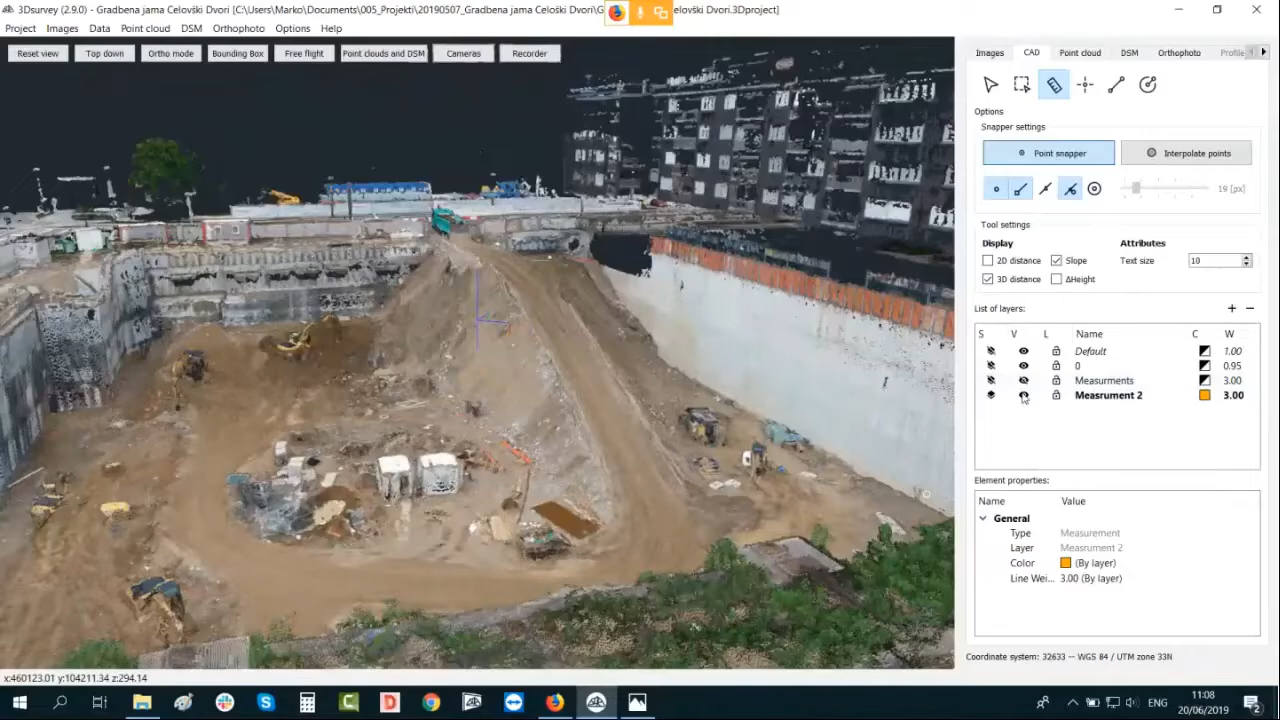 3Dsurvey (2.9.0) - Gradbena jama Celovški Dvori [C:\Users\Marko\Documents\005_Projekti\20190507_Gradbena jama Celoški Dvori\G elovški Dvori.3Dproject]
Project Images Data Point cloud DSM Orthophoto Options Help
Reset view Top down Ortho mode Bounding Box Free flight Point clouds and DSM Cameras Recorder
Images CAD Point cloud DSM Orthophoto Profile
Options
Snapper settings
Point snapper Interpolate points
19 [px]
Tool settings
Display Attributes
2D distance Slope Text size 10
3D distance ΔHeight
List of layers: + −
S V L Name C W
Default 1.00
0 0.95
Measurments 3.00
Measrument 2 3.00
Element properties:
Name Value
General
Type Measurement
Layer Measrument 2
Color (By layer)
Line Wei... 3.00 (By layer)
Coordinate system: 32633 -- WGS 84 / UTM zone 33N
x:460123.01 y:104211.34 z:294.14
ENG
11:08
20/06/2019
2